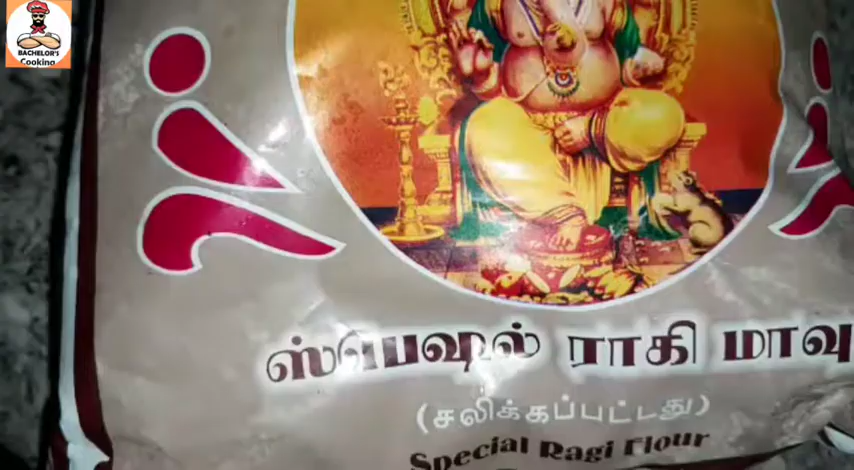 BACHELOR's
Cooking
ஸ்பெஷல் ராகி மாவு
(சலிக்கப்பட்டது)
Special Ragi Flour